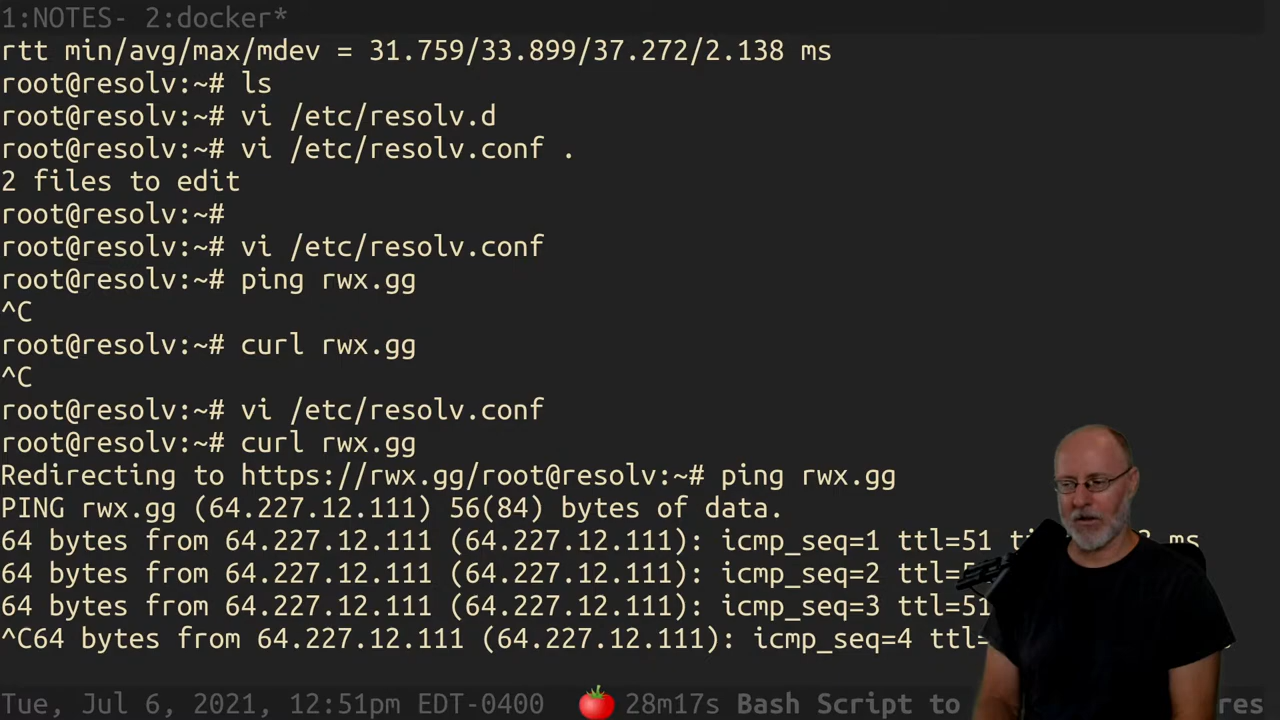 1:NOTES- 2:docker*
rtt min/avg/max/mdev = 31.759/33.899/37.272/2.138 ms
root@resolv:~# ls
root@resolv:~# vi /etc/resolv.d
root@resolv:~# vi /etc/resolv.conf .
2 files to edit
root@resolv:~#
root@resolv:~# vi /etc/resolv.conf
root@resolv:~# ping rwx.gg
^C
root@resolv:~# curl rwx.gg
^C
root@resolv:~# vi /etc/resolv.conf
root@resolv:~# curl rwx.gg
Redirecting to https://rwx.gg/root@resolv:~# ping rwx.gg
PING rwx.gg (64.227.12.111) 56(84) bytes of data.
64 bytes from 64.227.12.111 (64.227.12.111): icmp_seq=1 ttl=51 ms
64 bytes from 64.227.12.111 (64.227.12.111): icmp_seq=2
64 bytes from 64.227.12.111 (64.227.12.111): icmp_seq=3 ttl=51
^C64 bytes from 64.227.12.111 (64.227.12.111): icmp_seq=4 ttl=
Tue, Jul 6, 2021, 12:51pm EDT-0400 🍅 28m17s Bash Script to